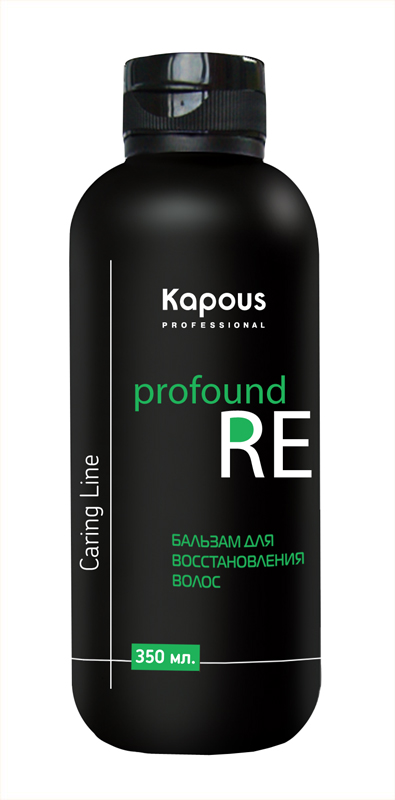 Kapous
PROFESSIONAL
profound
RE
Caring Line
БАЛЬЗАМ ДЛЯ
ВОССТАНОВЛЕНИЯ
ВОЛОС
350 мл.